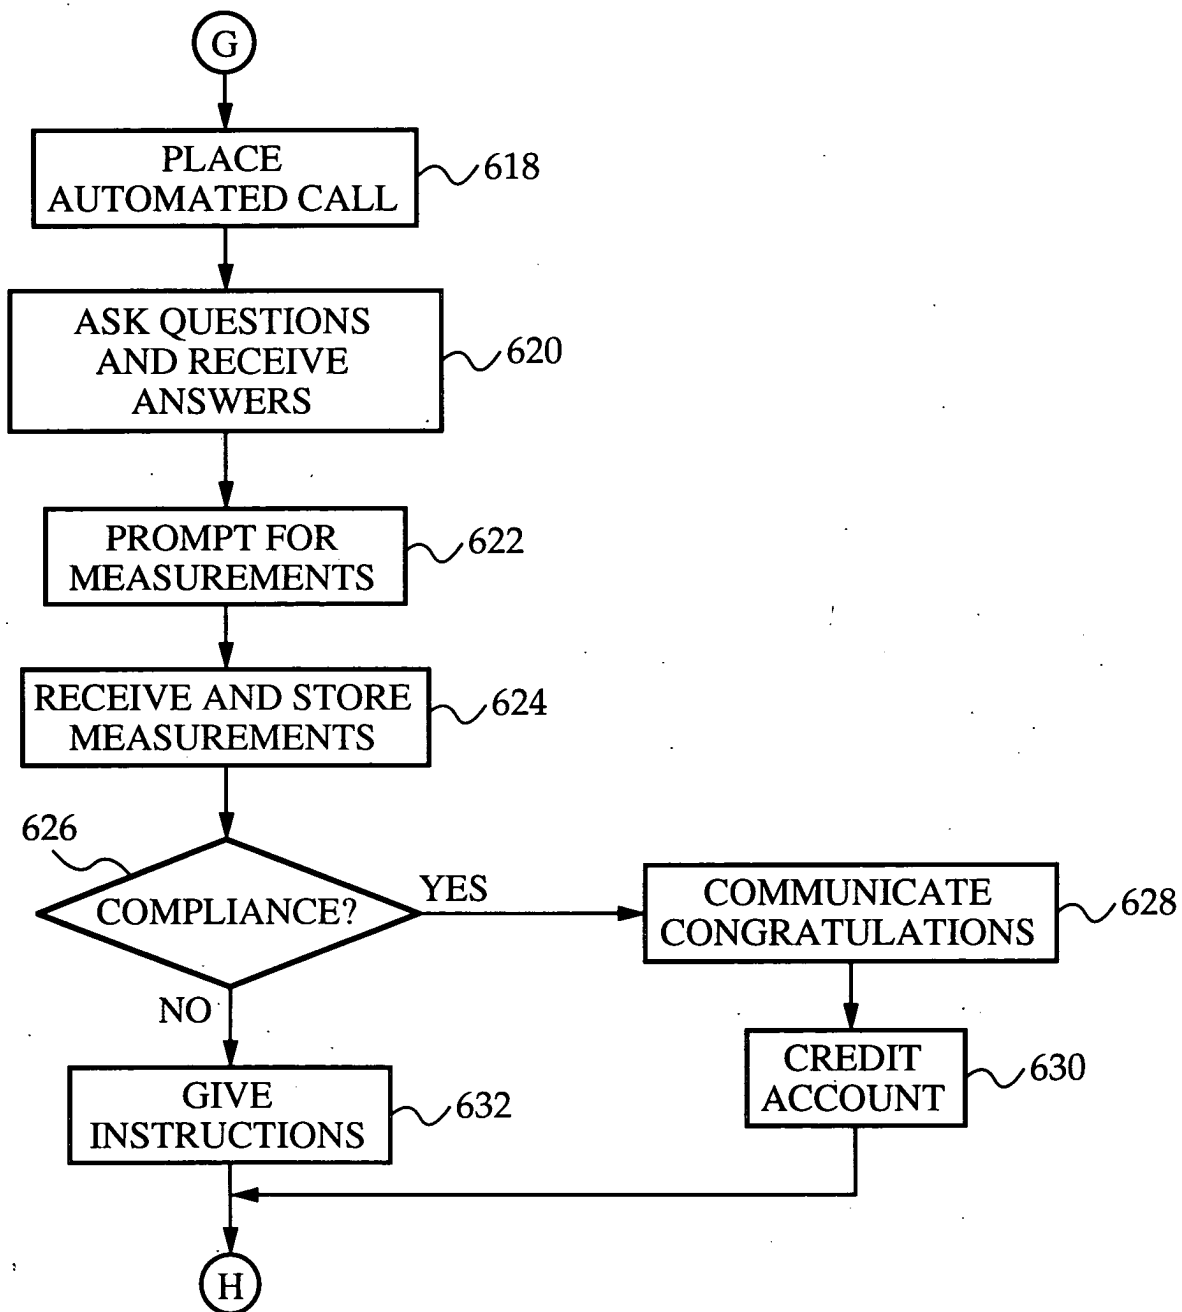 G
PLACE
AUTOMATED CALL
618
ASK QUESTIONS
AND RECEIVE
ANSWERS
620
PROMPT FOR
MEASUREMENTS
622
RECEIVE AND STORE
MEASUREMENTS
624
626
COMPLIANCE?
YES
COMMUNICATE
CONGRATULATIONS
628
NO
CREDIT
ACCOUNT
630
GIVE
INSTRUCTIONS
632
H